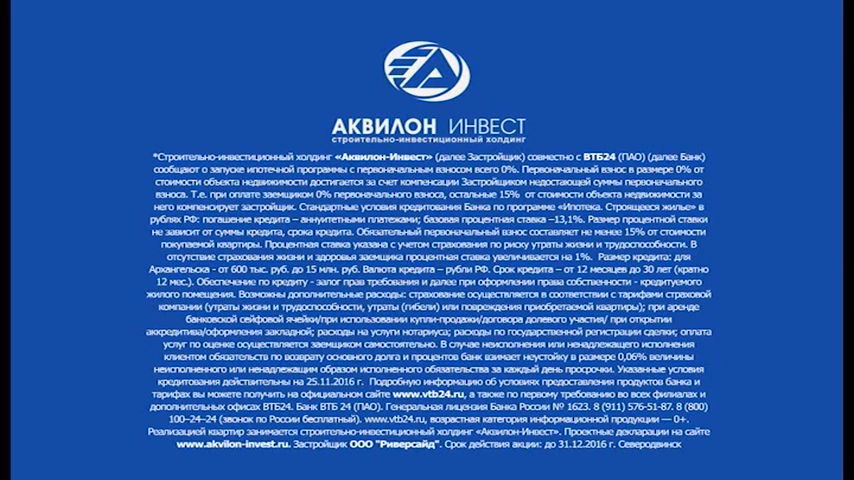 АКВИЛОН ИНВЕСТ
строительно-инвестиционный холдинг
*Строительно-инвестиционный холдинг «Аквилон-Инвест» (далее Застройщик) совместно с ВТБ24 (ПАО) (далее Банк)
сообщают о запуске ипотечной программы с первоначальным взносом всего 0%. Первоначальный взнос в размере 0% от
стоимости объекта недвижимости достигается за счет компенсации Застройщиком недостающей суммы первоначального
взноса. Т.е. при оплате заемщиком 0% первоначального взноса, остальные 15% от стоимости объекта недвижимости за
него компенсирует застройщик. Стандартные условия кредитования Банка по программе «Ипотека. Строящееся жилье» в
рублях РФ: погашение кредита – аннуитетными платежами; базовая процентная ставка –13,1%. Размер процентной ставки
не зависит от суммы кредита, срока кредита. Обязательный первоначальный взнос составляет не менее 15% от стоимости
покупаемой квартиры. Процентная ставка указана с учетом страхования по риску утраты жизни и трудоспособности. В
отсутствие страхования жизни и здоровья заемщика процентная ставка увеличивается на 1%. Размер кредита: для
Архангельска - от 600 тыс. руб. до 15 млн. руб. Валюта кредита – рубли РФ. Срок кредита – от 12 месяцев до 30 лет (кратно
12 мес.). Обеспечение по кредиту - залог прав требования и далее при оформлении права собственности - кредитуемого
жилого помещения. Возможны дополнительные расходы: страхование осуществляется в соответствии с тарифами страховой
компании (утраты жизни и трудоспособности, утраты (гибели) или повреждения приобретаемой квартиры); при аренде
банковской сейфовой ячейки/при использовании купли-продажи/договора долевого участия/ при открытии
аккредитива/оформления закладной; расходы на услуги нотариуса; расходы по государственной регистрации сделки; оплата
услуг по оценке осуществляется заемщиком самостоятельно. В случае неисполнения или ненадлежащего исполнения
клиентом обязательств по возврату основного долга и процентов банк взимает неустойку в размере 0,06% величины
неисполненного или ненадлежащим образом исполненного обязательства за каждый день просрочки. Указанные условия
кредитования действительны на 25.11.2016 г. Подробную информацию об условиях предоставления продуктов банка и
тарифах вы можете получить на официальном сайте www.vtb24.ru, а также по первому требованию во всех филиалах и
дополнительных офисах ВТБ24. Банк ВТБ 24 (ПАО). Генеральная лицензия Банка России № 1623. 8 (911) 576-51-87. 8 (800)
100–24–24 (звонок по России бесплатный). www.vtb24.ru, возрастная категория информационной продукции — 0+.
Реализацией квартир занимается строительно-инвестиционный холдинг «Аквилон-Инвест». Проектные декларации на сайте
www.akvilon-invest.ru. Застройщик ООО "Риверсайд". Срок действия акции: до 31.12.2016 г. Северодвинск